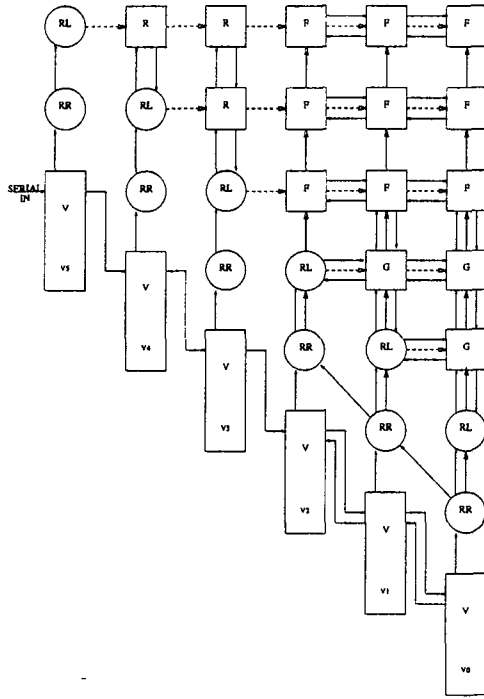 RL R R F F F
RR RL R F F F
SERIAL IN
V RR RL F F F
V5
V RR RL G G
V4
V RR RL G
V3
V RR RL
V2
V RR
V1
V
V0